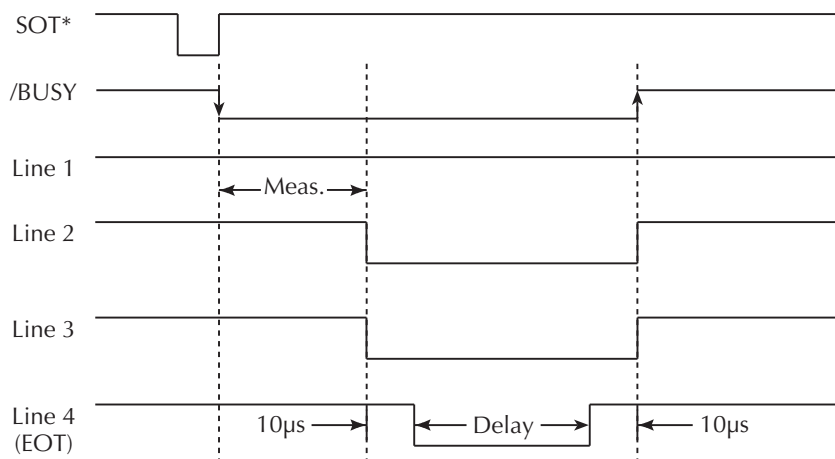 SOT*
/BUSY
Line 1
Meas.
Line 2
Line 3
Line 4
(EOT)
10µs
Delay
10µs